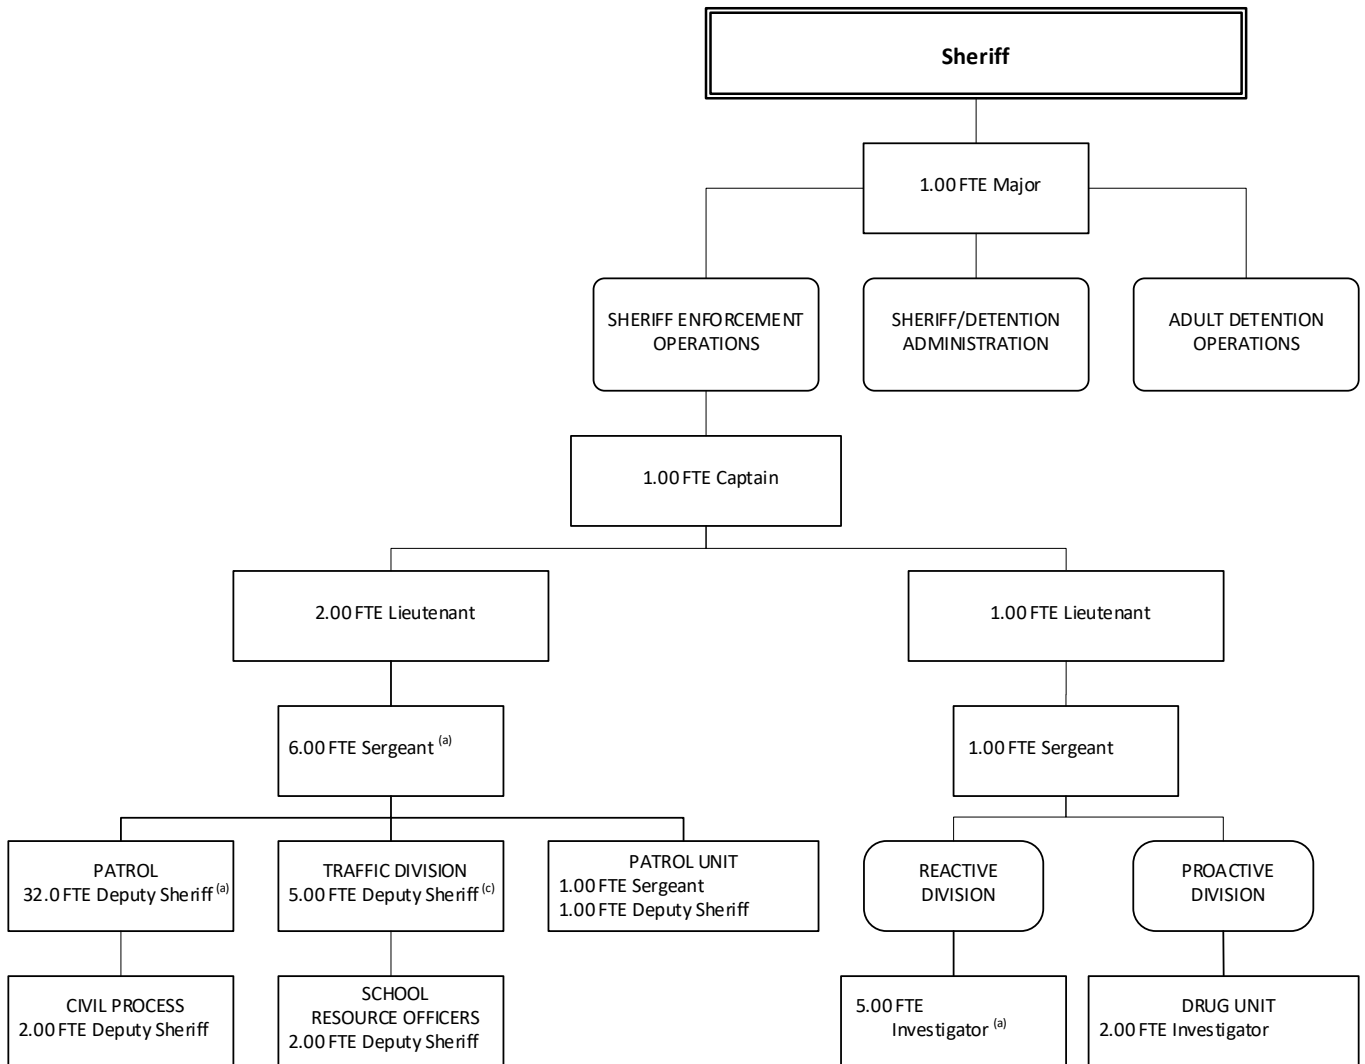 Sheriff
1.00 FTE Major
SHERIFF ENFORCEMENT
OPERATIONS
SHERIFF/DETENTION
ADMINISTRATION
ADULT DETENTION
OPERATIONS
1.00 FTE Captain
2.00 FTE Lieutenant
1.00 FTE Lieutenant
6.00 FTE Sergeant (a)
1.00 FTE Sergeant
PATROL
32.0 FTE Deputy Sheriff (a)
TRAFFIC DIVISION
5.00 FTE Deputy Sheriff (c)
PATROL UNIT
1.00 FTE Sergeant
1.00 FTE Deputy Sheriff
REACTIVE
DIVISION
PROACTIVE
DIVISION
CIVIL PROCESS
2.00 FTE Deputy Sheriff
SCHOOL
RESOURCE OFFICERS
2.00 FTE Deputy Sheriff
5.00 FTE
Investigator (a)
DRUG UNIT
2.00 FTE Investigator